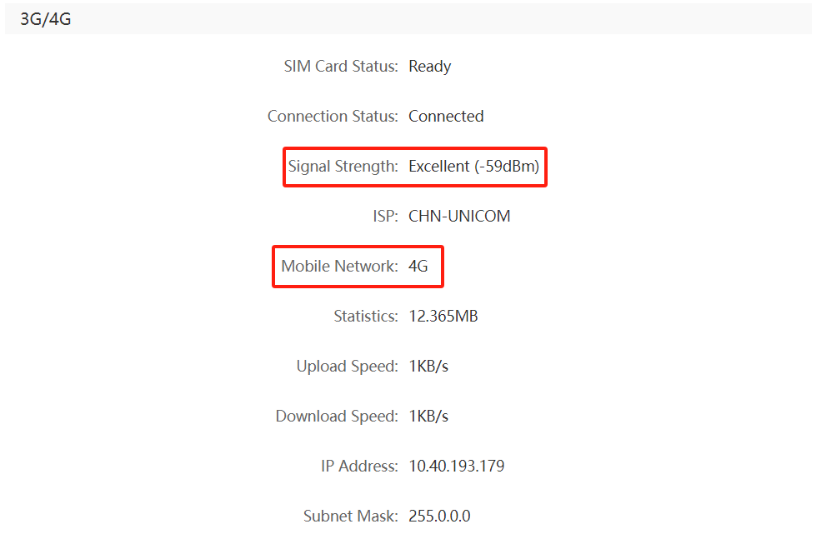 3G/4G
SIM Card Status: Ready
Connection Status: Connected
Signal Strength: Excellent (-59dBm)
ISP: CHN-UNICOM
Mobile Network: 4G
Statistics: 12.365MB
Upload Speed: 1KB/s
Download Speed: 1KB/s
IP Address: 10.40.193.179
Subnet Mask: 255.0.0.0